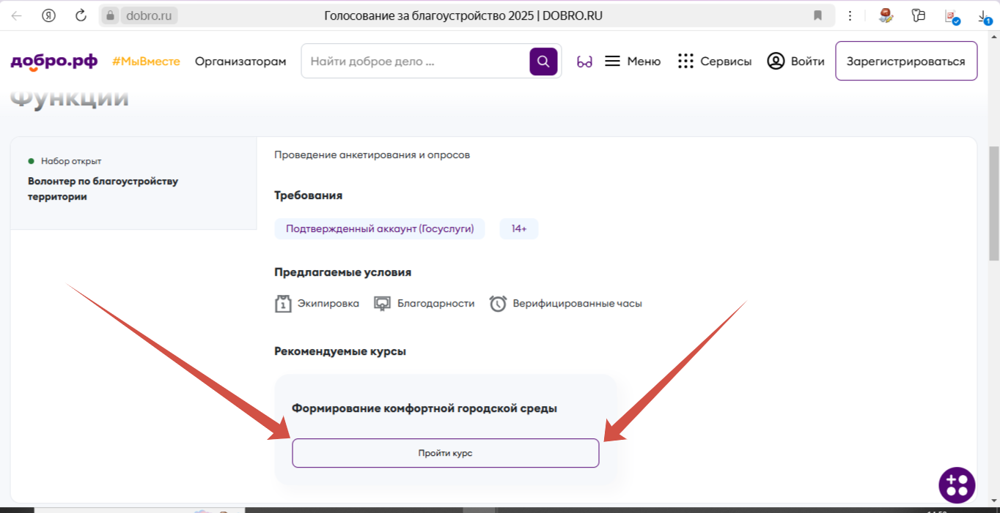 dobro.ru
Голосование за благоустройство 2025 | DOBRO.RU
1
добро.рф
#МыВместе
Организаторам
Найти доброе дело ...
Меню
Сервисы
Войти
Зарегистрироваться
Функции
Набор открыт
Волонтер по благоустройству
территории
Проведение анкетирования и опросов
Требования
Подтвержденный аккаунт (Госуслуги)
14+
Предлагаемые условия
Экипировка
Благодарности
Верифицированные часы
Рекомендуемые курсы
Формирование комфортной городской среды
Пройти курс